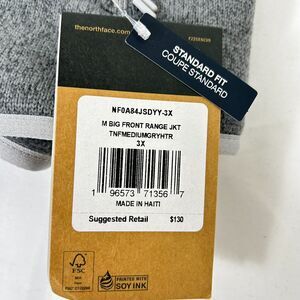 thenorthface.com
STANDARD FIT
COUPE STANDARD
NF0A84JSDYY-3X
M BIG FRONT RANGE JKT
TNFMEDIUMGRYHTR
3X
1 96573 71356 7
MADE IN HAITI
Suggested Retail $130
FSC
PRINTED WITH
SOY INK